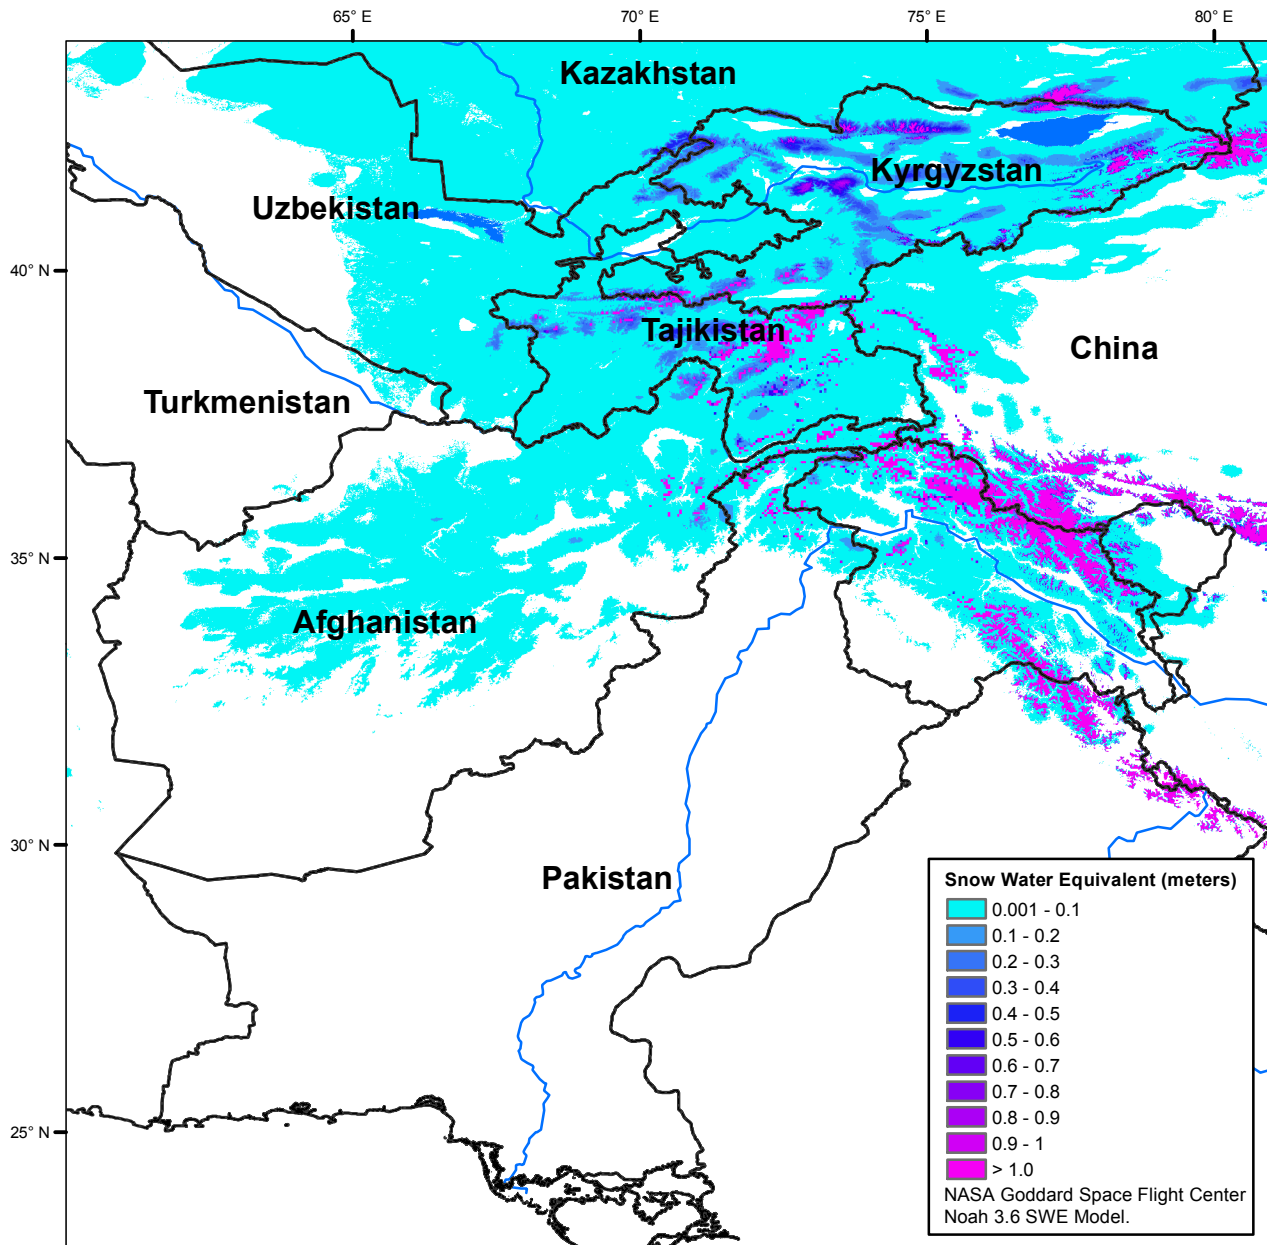 65° E
70° E
75° E
80° E
Kazakhstan
Kyrgyzstan
Uzbekistan
40° N
Tajikistan
China
Turkmenistan
35° N
Afghanistan
30° N
Pakistan
Snow Water Equivalent (meters)
0.001 - 0.1
0.1 - 0.2
0.2 - 0.3
0.3 - 0.4
0.4 - 0.5
0.5 - 0.6
0.6 - 0.7
0.7 - 0.8
0.8 - 0.9
0.9 - 1
> 1.0
NASA Goddard Space Flight Center
Noah 3.6 SWE Model.
25° N